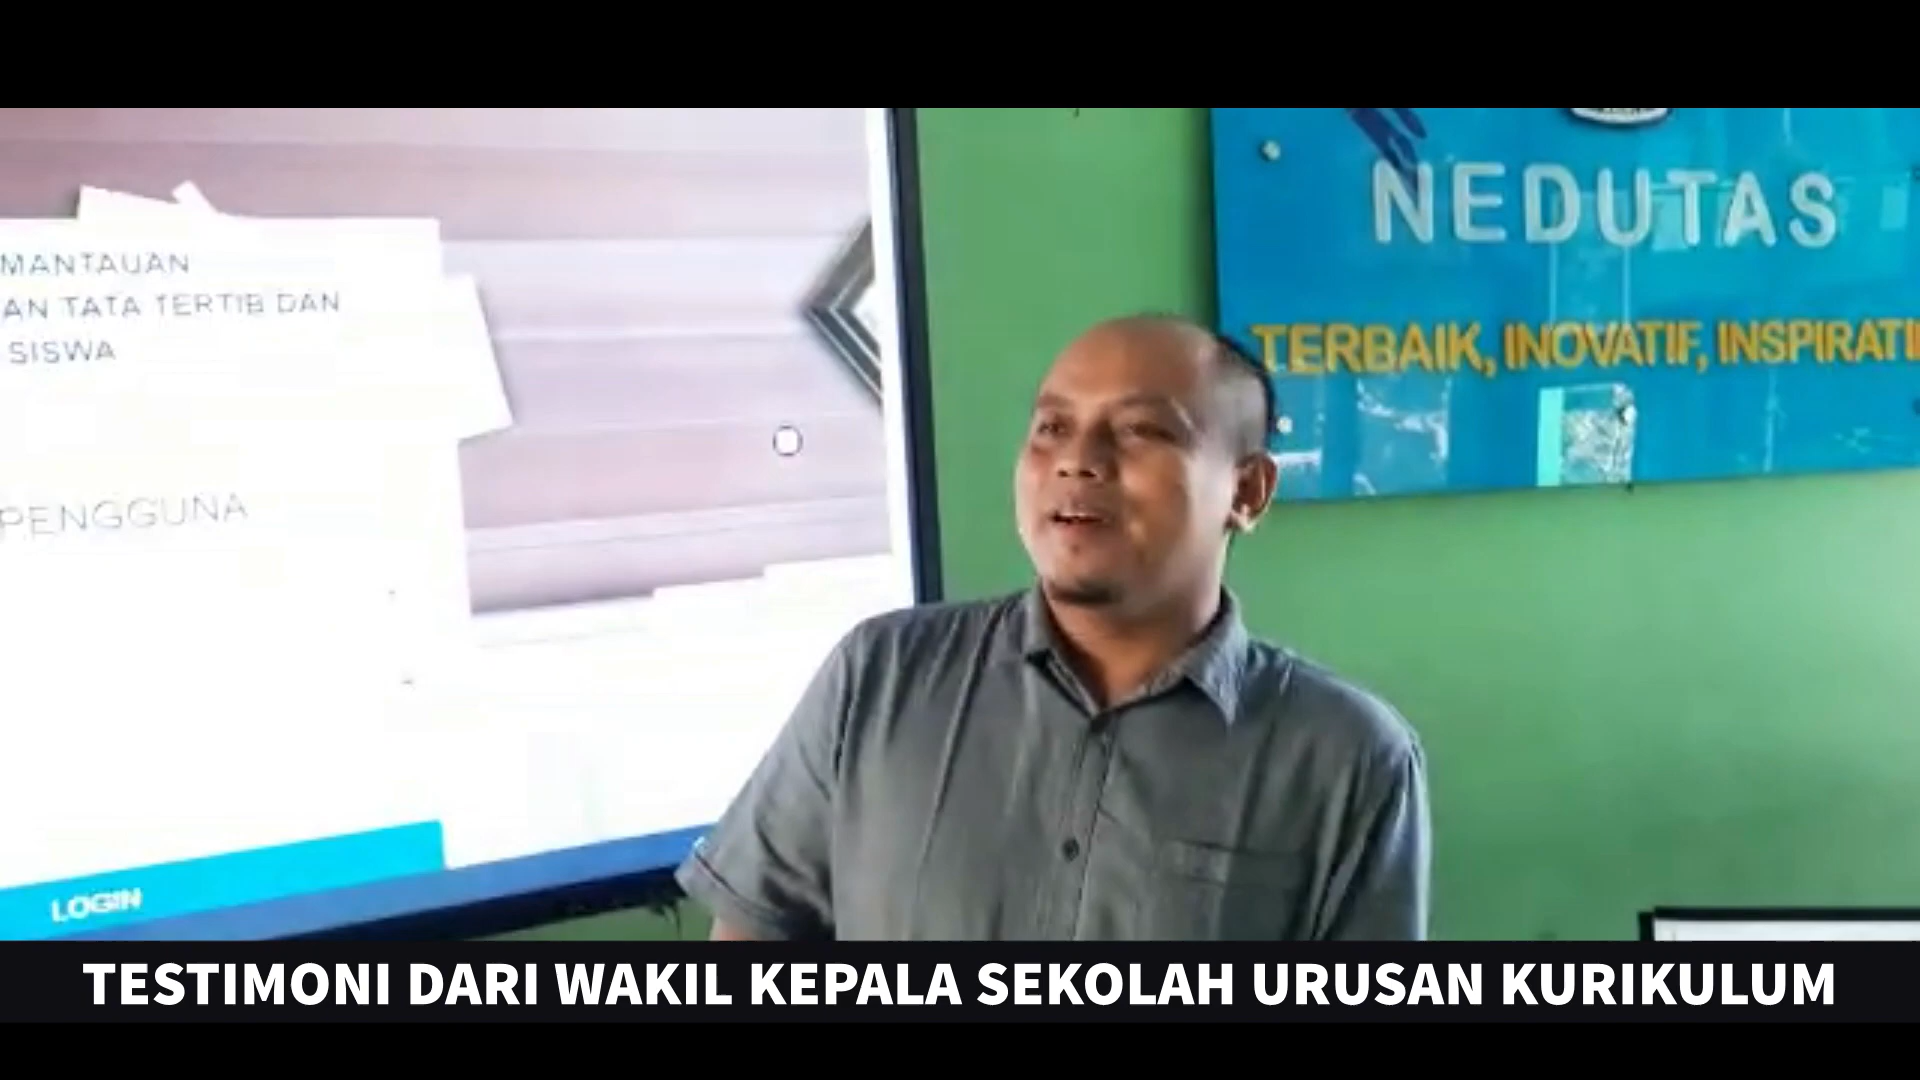 MANTAUAN
AN TATA TERTIB DAN
SISWA
PENGGUNA
LOGIN
NEDUTAS
TERBAIK, INOVATIF, INSPIRATI
TESTIMONI DARI WAKIL KEPALA SEKOLAH URUSAN KURIKULUM